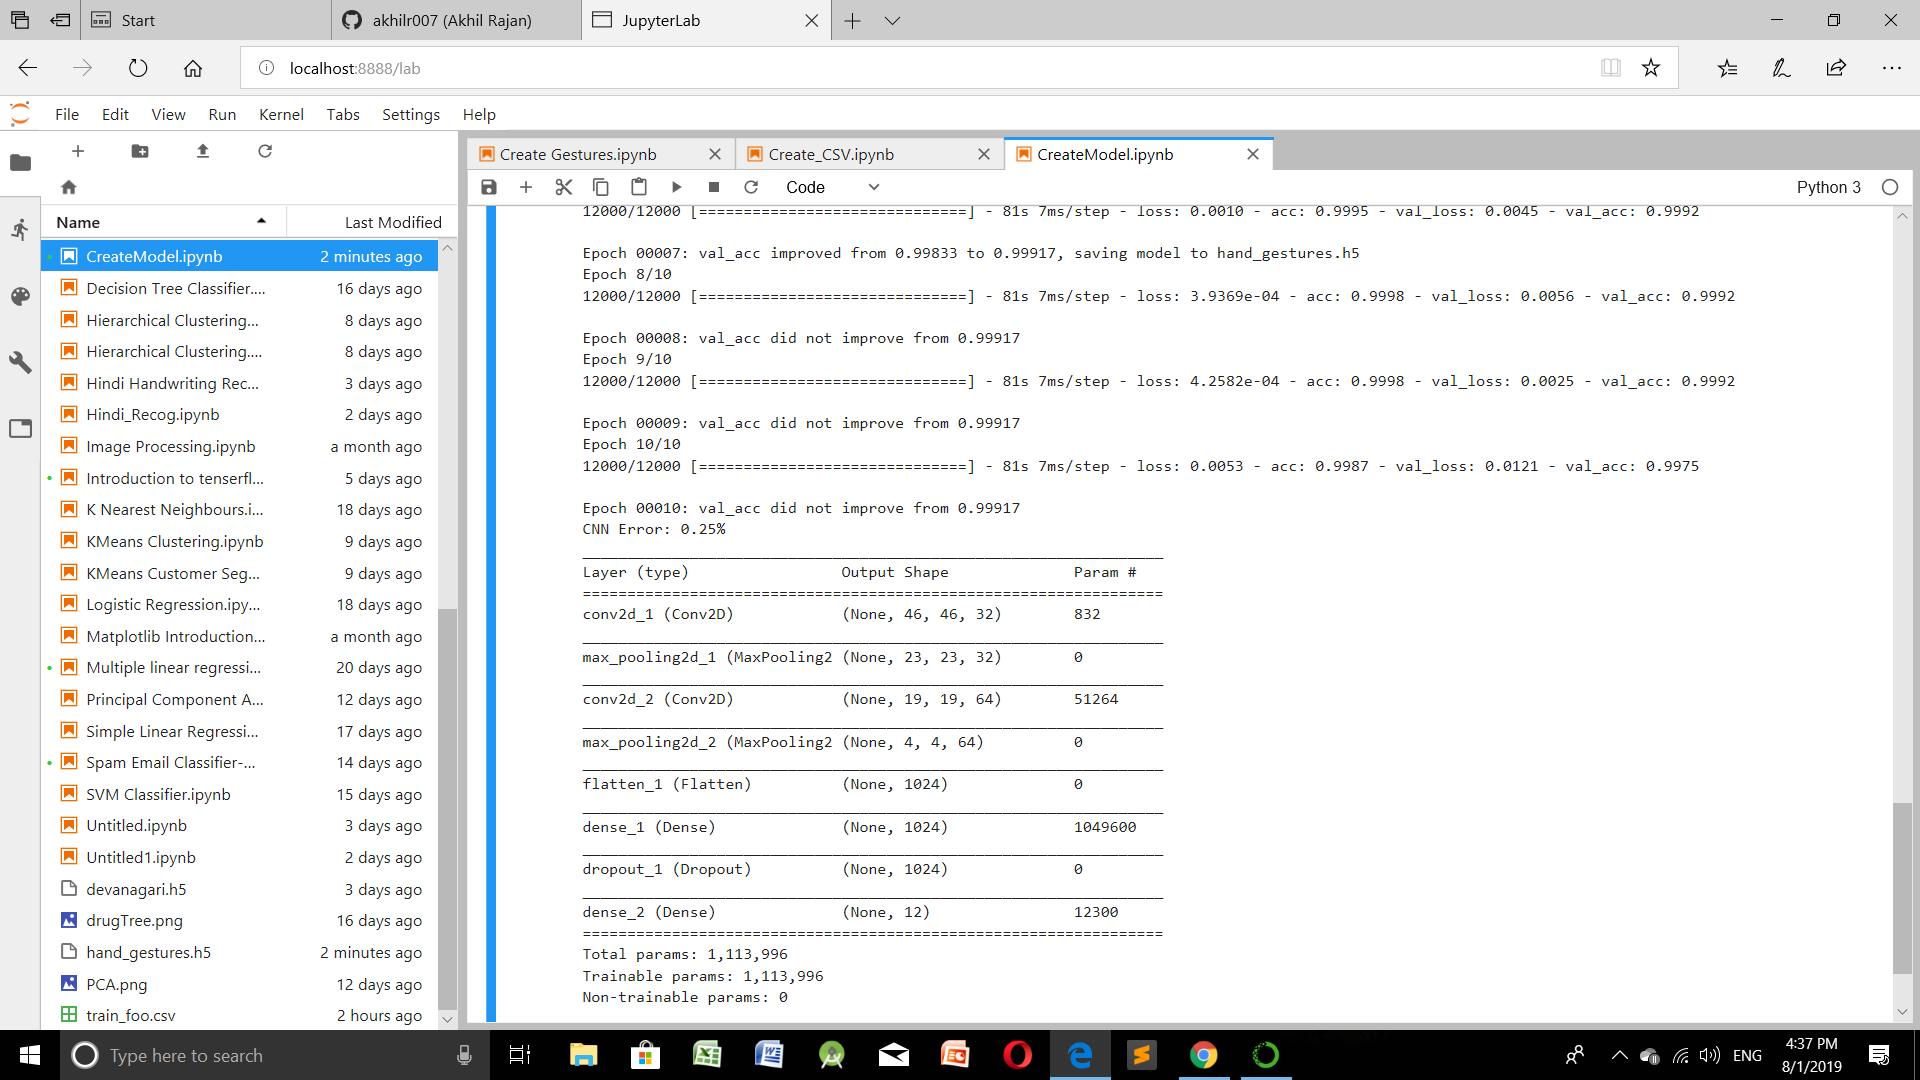 Start
akhilr007 (Akhil Rajan)
JupyterLab
localhost:8888/lab
File Edit View Run Kernel Tabs Settings Help
Create Gestures.ipynb
Create_CSV.ipynb
CreateModel.ipynb
Code
Python 3
Name Last Modified
CreateModel.ipynb 2 minutes ago
Decision Tree Classifier.... 16 days ago
Hierarchical Clustering... 8 days ago
Hierarchical Clustering.... 8 days ago
Hindi Handwriting Rec... 3 days ago
Hindi_Recog.ipynb 2 days ago
Image Processing.ipynb a month ago
Introduction to tenserfl... 5 days ago
K Nearest Neighbours.i... 18 days ago
KMeans Clustering.ipynb 9 days ago
KMeans Customer Seg... 9 days ago
Logistic Regression.ipy... 18 days ago
Matplotlib Introduction... a month ago
Multiple linear regressi... 20 days ago
Principal Component A... 12 days ago
Simple Linear Regressi... 17 days ago
Spam Email Classifier-... 14 days ago
SVM Classifier.ipynb 15 days ago
Untitled.ipynb 3 days ago
Untitled1.ipynb 2 days ago
devanagari.h5 3 days ago
drugTree.png 16 days ago
hand_gestures.h5 2 minutes ago
PCA.png 12 days ago
train_foo.csv 2 hours ago
12000/12000 [==============================] - 81s 7ms/step - loss: 0.0010 - acc: 0.9995 - val_loss: 0.0045 - val_acc: 0.9992
Epoch 00007: val_acc improved from 0.99833 to 0.99917, saving model to hand_gestures.h5
Epoch 8/10
12000/12000 [==============================] - 81s 7ms/step - loss: 3.9369e-04 - acc: 0.9998 - val_loss: 0.0056 - val_acc: 0.9992
Epoch 00008: val_acc did not improve from 0.99917
Epoch 9/10
12000/12000 [==============================] - 81s 7ms/step - loss: 4.2582e-04 - acc: 0.9998 - val_loss: 0.0025 - val_acc: 0.9992
Epoch 00009: val_acc did not improve from 0.99917
Epoch 10/10
12000/12000 [==============================] - 81s 7ms/step - loss: 0.0053 - acc: 0.9987 - val_loss: 0.0121 - val_acc: 0.9975
Epoch 00010: val_acc did not improve from 0.99917
CNN Error: 0.25%
_________________________________________________________________
Layer (type) Output Shape Param #
=================================================================
conv2d_1 (Conv2D) (None, 46, 46, 32) 832
_________________________________________________________________
max_pooling2d_1 (MaxPooling2 (None, 23, 23, 32) 0
_________________________________________________________________
conv2d_2 (Conv2D) (None, 19, 19, 64) 51264
_________________________________________________________________
max_pooling2d_2 (MaxPooling2 (None, 4, 4, 64) 0
_________________________________________________________________
flatten_1 (Flatten) (None, 1024) 0
_________________________________________________________________
dense_1 (Dense) (None, 1024) 1049600
_________________________________________________________________
dropout_1 (Dropout) (None, 1024) 0
_________________________________________________________________
dense_2 (Dense) (None, 12) 12300
=================================================================
Total params: 1,113,996
Trainable params: 1,113,996
Non-trainable params: 0
Type here to search
ENG
4:37 PM
8/1/2019